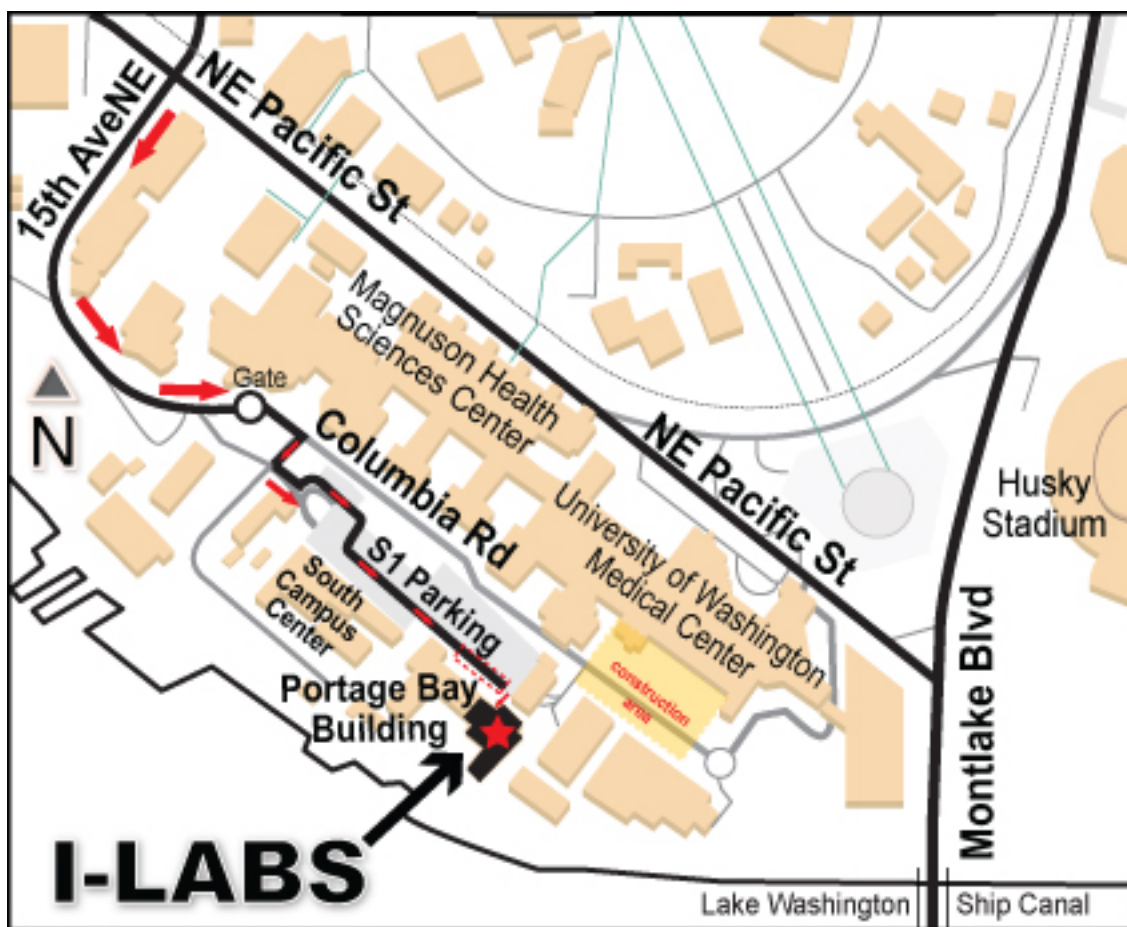 15th AveNE
NE Pacific St
Magnuson Health
Sciences Center
Gate
N
Columbia Rd
NE Pacific St
Husky
Stadium
University of Washington
Medical Center
S1 Parking
South
Campus
Center
construction
area
Portage Bay
Building
Montlake Blvd
I-LABS
Lake Washington
Ship Canal